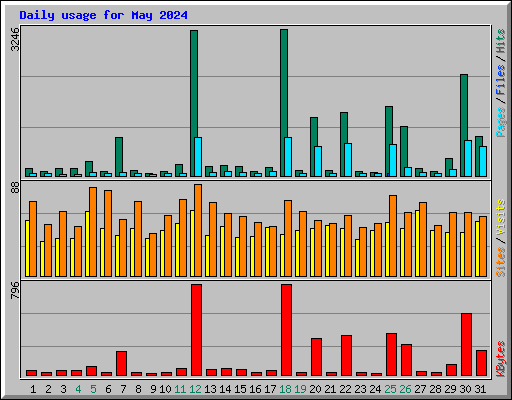 Daily usage for May 2024
3246
Pages / Files / Hits
88
Sites / Visits
796
KBytes
1 2 3 4 5 6 7 8 9 10 11 12 13 14 15 16 17 18 19 20 21 22 23 24 25 26 27 28 29 30 31